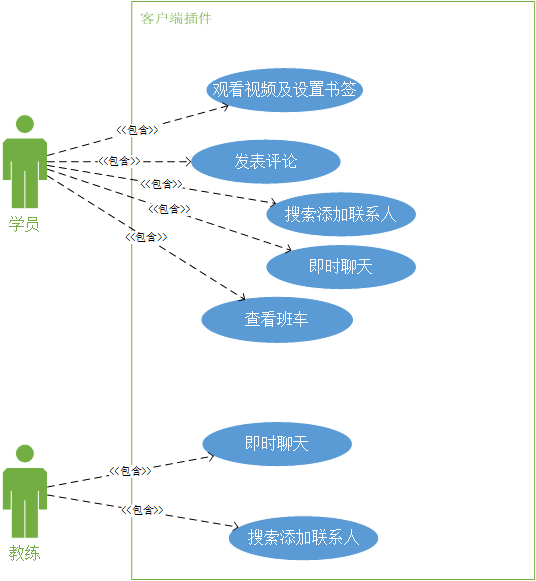 客户端插件
观看视频及设置书签
<<包含>>
发表评论
<<包含>>
<<包含>>
搜索添加联系人
<<包含>>
学员
<<包含>>
即时聊天
查看班车
即时聊天
<<包含>>
<<包含>>
搜索添加联系人
教练